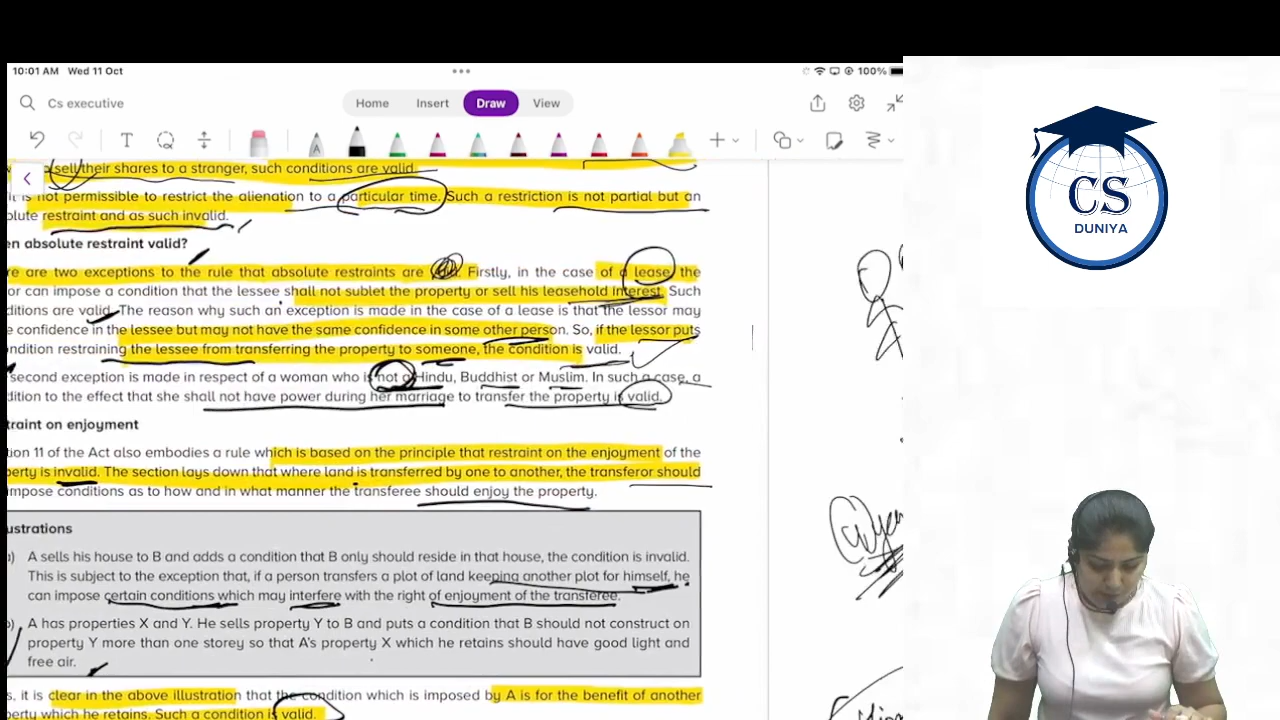 10:01 AM Wed 11 Oct
100%
Cs executive
Home Insert Draw View
CS
DUNIYA
sell their shares to a stranger, such conditions are valid.
it is not permissible to restrict the alienation to a particular time. Such a restriction is not partial but an
olute restraint and as such invalid.
en absolute restraint valid?
re are two exceptions to the rule that absolute restraints are Firstly, in the case of a lease the
or can impose a condition that the lessee shall not sublet the property or sell his leasehold interest. Such
ditions are valid. The reason why such an exception is made in the case of a lease is that the lessor may
e confidence in the lessee but may not have the same confidence in some other person. So, if the lessor puts
ndition restraining the lessee from transferring the property to someone, the condition is valid.
second exception is made in respect of a woman who is not a Hindu, Buddhist or Muslim. In such a case, a
dition to the effect that she shall not have power during her marriage to transfer the property is valid.
traint on enjoyment
tion 11 of the Act also embodies a rule which is based on the principle that restraint on the enjoyment of the
perty is invalid. The section lays down that where land is transferred by one to another, the transferor should
impose conditions as to how and in what manner the transferee should enjoy the property.
ustrations
A sells his house to B and adds a condition that B only should reside in that house, the condition is invalid.
This is subject to the exception that, if a person transfers a plot of land keeping another plot for himself, he
can impose certain conditions which may interfere with the right of enjoyment of the transferee.
A has properties X and Y. He sells property Y to B and puts a condition that B should not construct on
property Y more than one storey so that A's property X which he retains should have good light and
free air.
s, it is clear in the above illustration that the condition which is imposed by A is for the benefit of another
perty which he retains. Such a condition is valid.